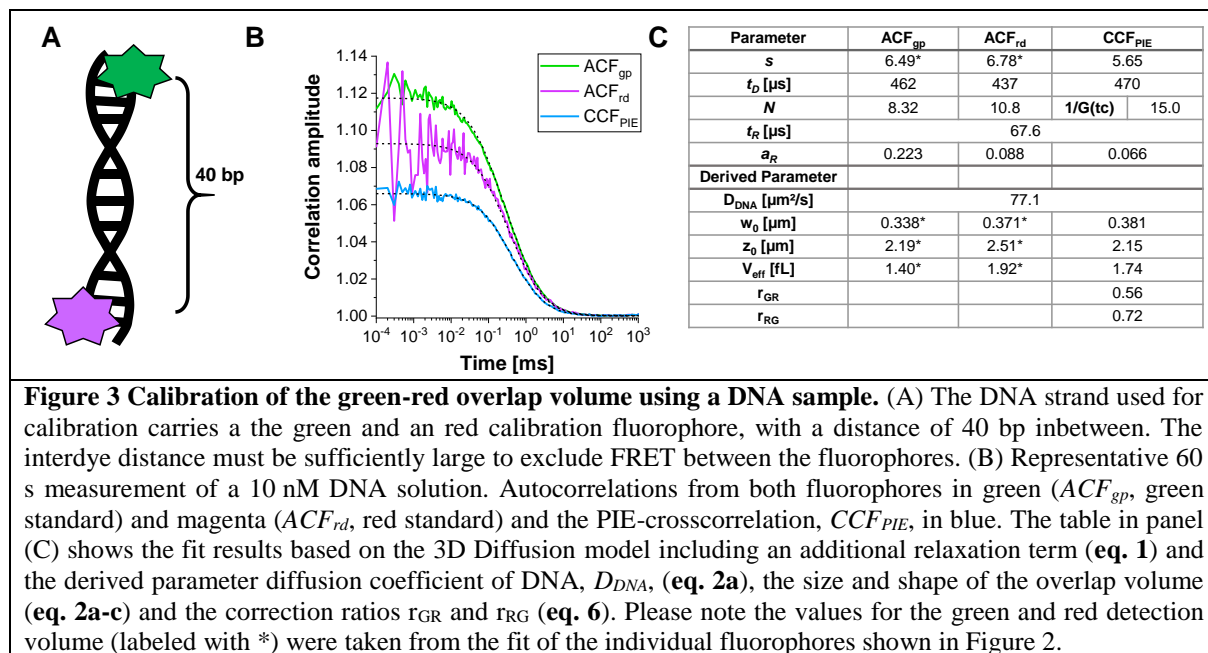 A
B
C
40 bp
Correlation amplitude
1.14
1.12
1.10
1.08
1.06
1.04
1.02
1.00
ACFgp
ACFrd
CCFPIE
10⁻⁴ 10⁻³ 10⁻² 10⁻¹ 10⁰ 10¹ 10² 10³
Time [ms]
Parameter ACFgp ACFrd CCFPIE
s 6.49* 6.78* 5.65
tD [µs] 462 437 470
N 8.32 10.8 1/G(tc) 15.0
tR [µs] 67.6
aR 0.223 0.088 0.066
Derived Parameter
DDNA [µm²/s] 77.1
w0 [µm] 0.338* 0.371* 0.381
z0 [µm] 2.19* 2.51* 2.15
Veff [fL] 1.40* 1.92* 1.74
rGR 0.56
rRG 0.72
Figure 3 Calibration of the green-red overlap volume using a DNA sample. (A) The DNA strand used for
calibration carries a the green and an red calibration fluorophore, with a distance of 40 bp inbetween. The
interdye distance must be sufficiently large to exclude FRET between the fluorophores. (B) Representative 60
s measurement of a 10 nM DNA solution. Autocorrelations from both fluorophores in green (ACFgp, green
standard) and magenta (ACFrd, red standard) and the PIE-crosscorrelation, CCFPIE, in blue. The table in panel
(C) shows the fit results based on the 3D Diffusion model including an additional relaxation term (eq. 1) and
the derived parameter diffusion coefficient of DNA, DDNA, (eq. 2a), the size and shape of the overlap volume
(eq. 2a-c) and the correction ratios rGR and rRG (eq. 6). Please note the values for the green and red detection
volume (labeled with *) were taken from the fit of the individual fluorophores shown in Figure 2.